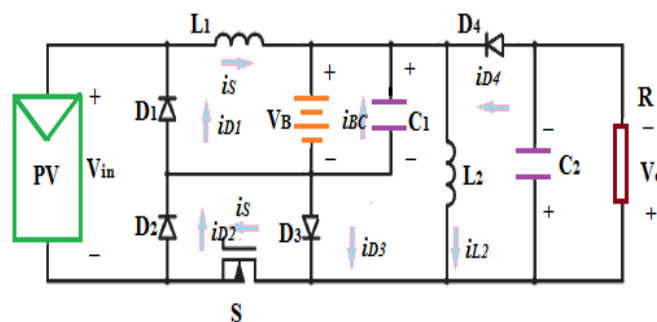 L1
D4
+
+
+
iS
iD4
R
D1
iD1
VB
iBC
C1
−
−
PV
Vin
−
−
L2
C2
V
D2
iS
iD2
D3
iD3
iL2
+
+
−
S